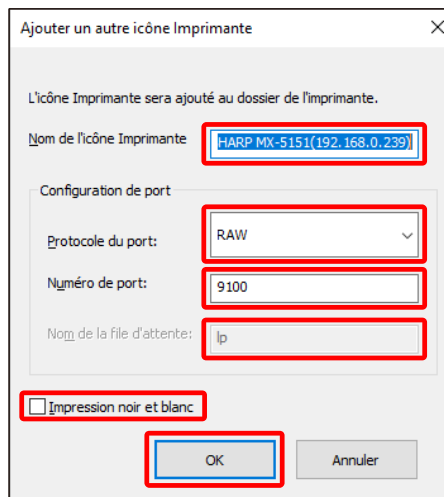 Ajouter un autre icône Imprimante
L'icône Imprimante sera ajouté au dossier de l'imprimante.
Nom de l'icône Imprimante HARP MX-5151(192.168.0.239)
Configuration de port
Protocole du port: RAW
Numéro de port: 9100
Nom de la file d'attente: lp
Impression noir et blanc
OK Annuler